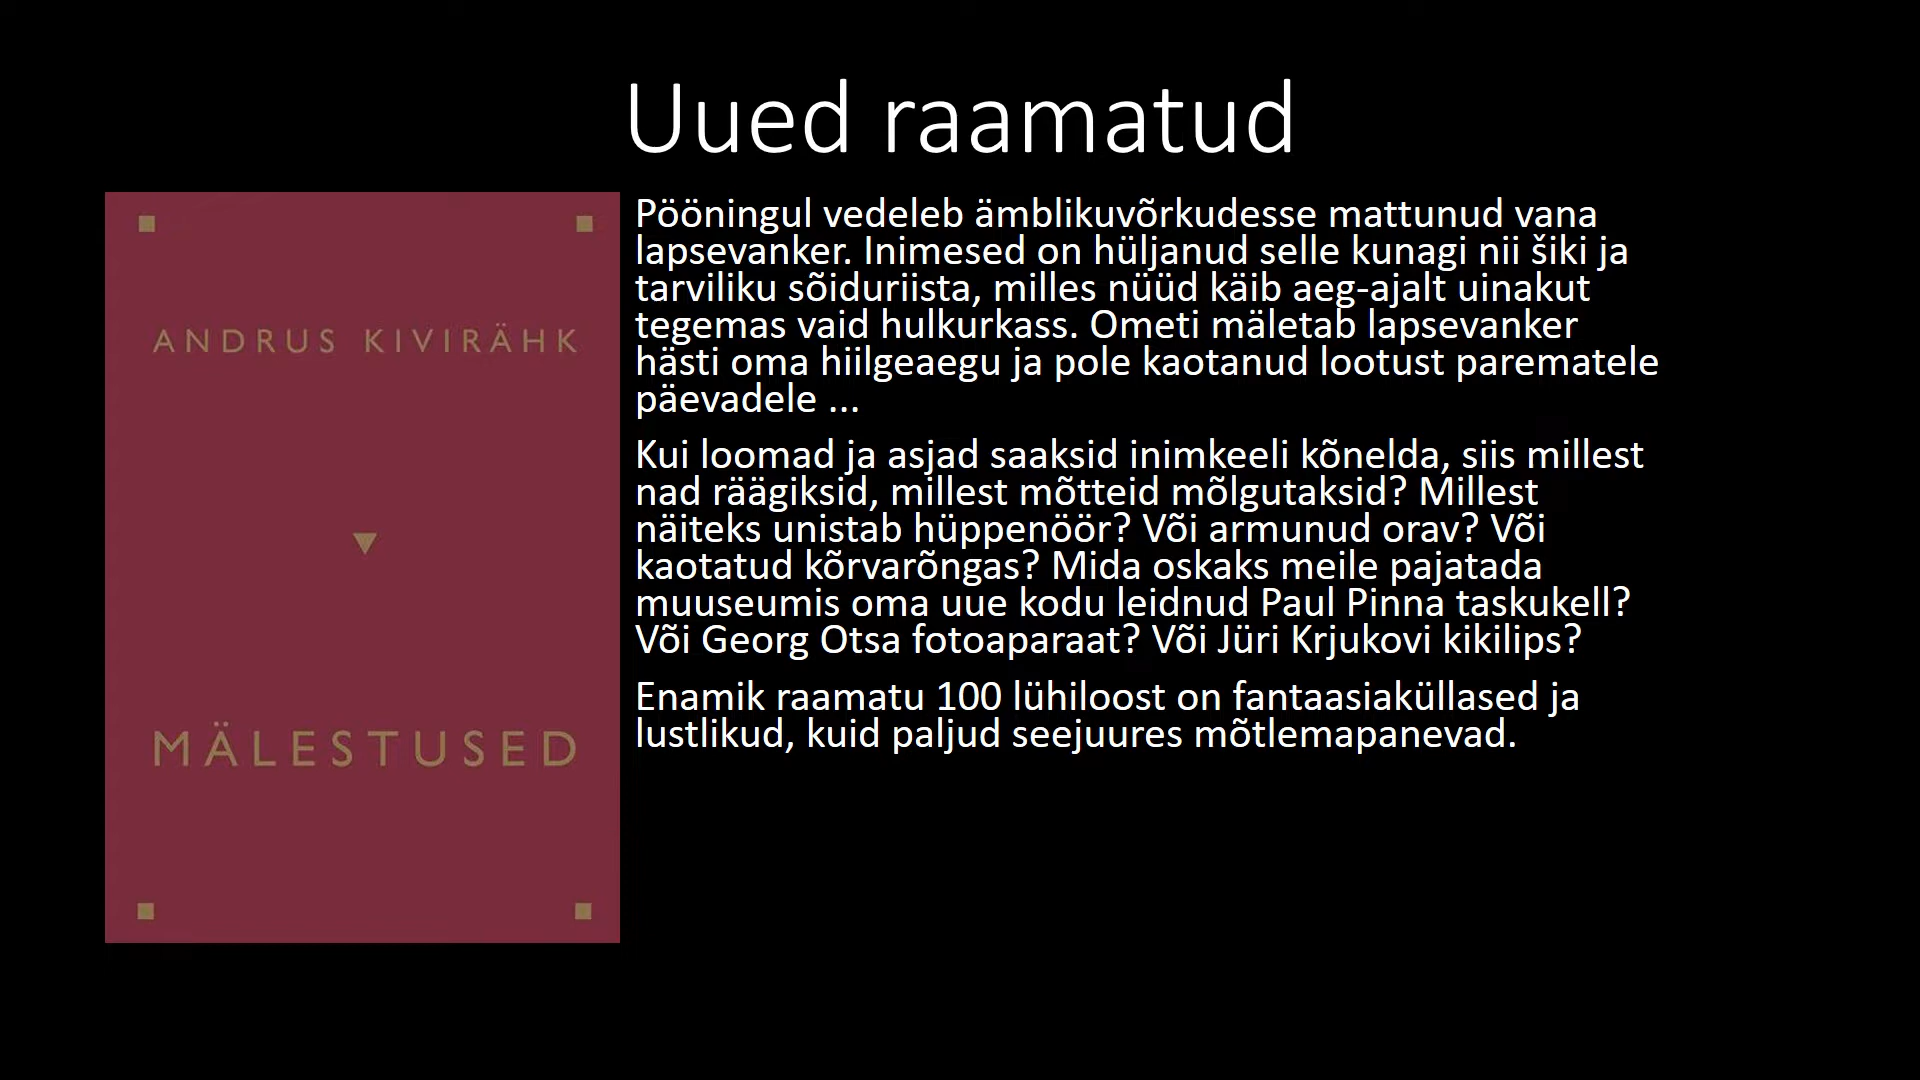 Uued raamatud
ANDRUS KIVIRÄHK
MÄLESTUSED
Pööningul vedeleb ämblikuvõrkudesse mattunud vana
lapsevanker. Inimesed on hüljanud selle kunagi nii šiki ja
tarviliku sõiduriista, milles nüüd käib aeg-ajalt uinakut
tegemas vaid hulkurkass. Ometi mäletab lapsevanker
hästi oma hiilgeaegu ja pole kaotanud lootust parematele
päevadele ...
Kui loomad ja asjad saaksid inimkeeli kõnelda, siis millest
nad räägiksid, millest mõtteid mõlgutaksid? Millest
näiteks unistab hüppenöör? Või armunud orav? Või
kaotatud kõrvarõngas? Mida oskaks meile pajatada
muuseumis oma uue kodu leidnud Paul Pinna taskukell?
Või Georg Otsa fotoaparaat? Või Jüri Krjukovi kikilips?
Enamik raamatu 100 lühiloost on fantaasiaküllased ja
lustlikud, kuid paljud seejuures mõtlemapanevad.